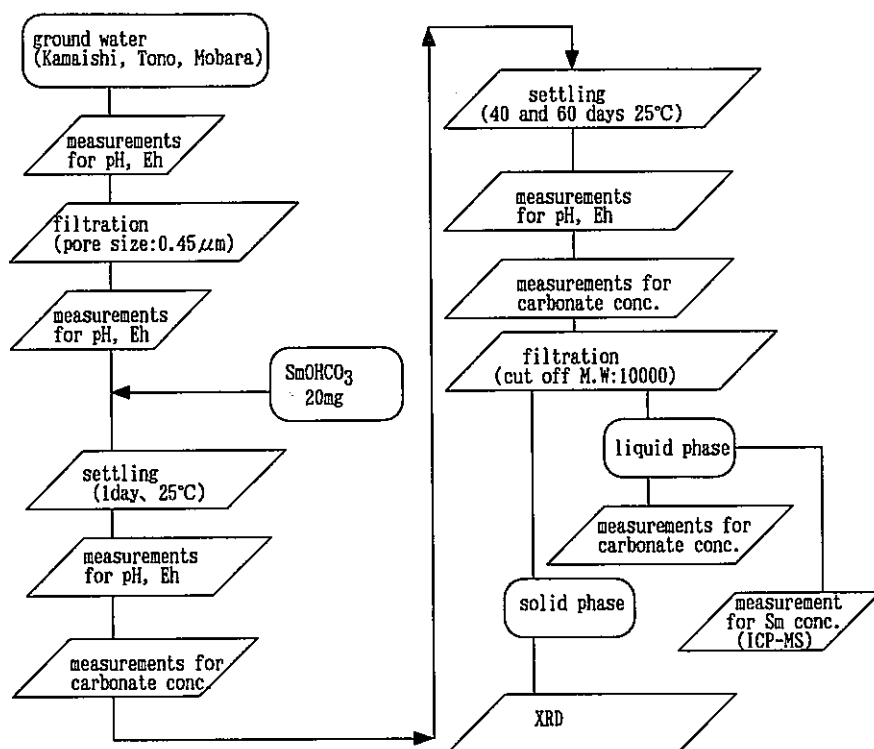 ground water
(Kamaishi, Tono, Mobara)
measurements
for pH, Eh
filtration
(pore size:0.45μm)
measurements
for pH, Eh
SmOHCO3
20mg
settling
(1day、25℃)
measurements
for pH, Eh
measurements for
carbonate conc.
settling
(40 and 60 days 25℃)
measurements
for pH, Eh
measurements for
carbonate conc.
filtration
(cut off M.W:10000)
liquid phase
measurements for
carbonate conc.
solid phase
measurement
for Sm conc.
(ICP-MS)
XRD